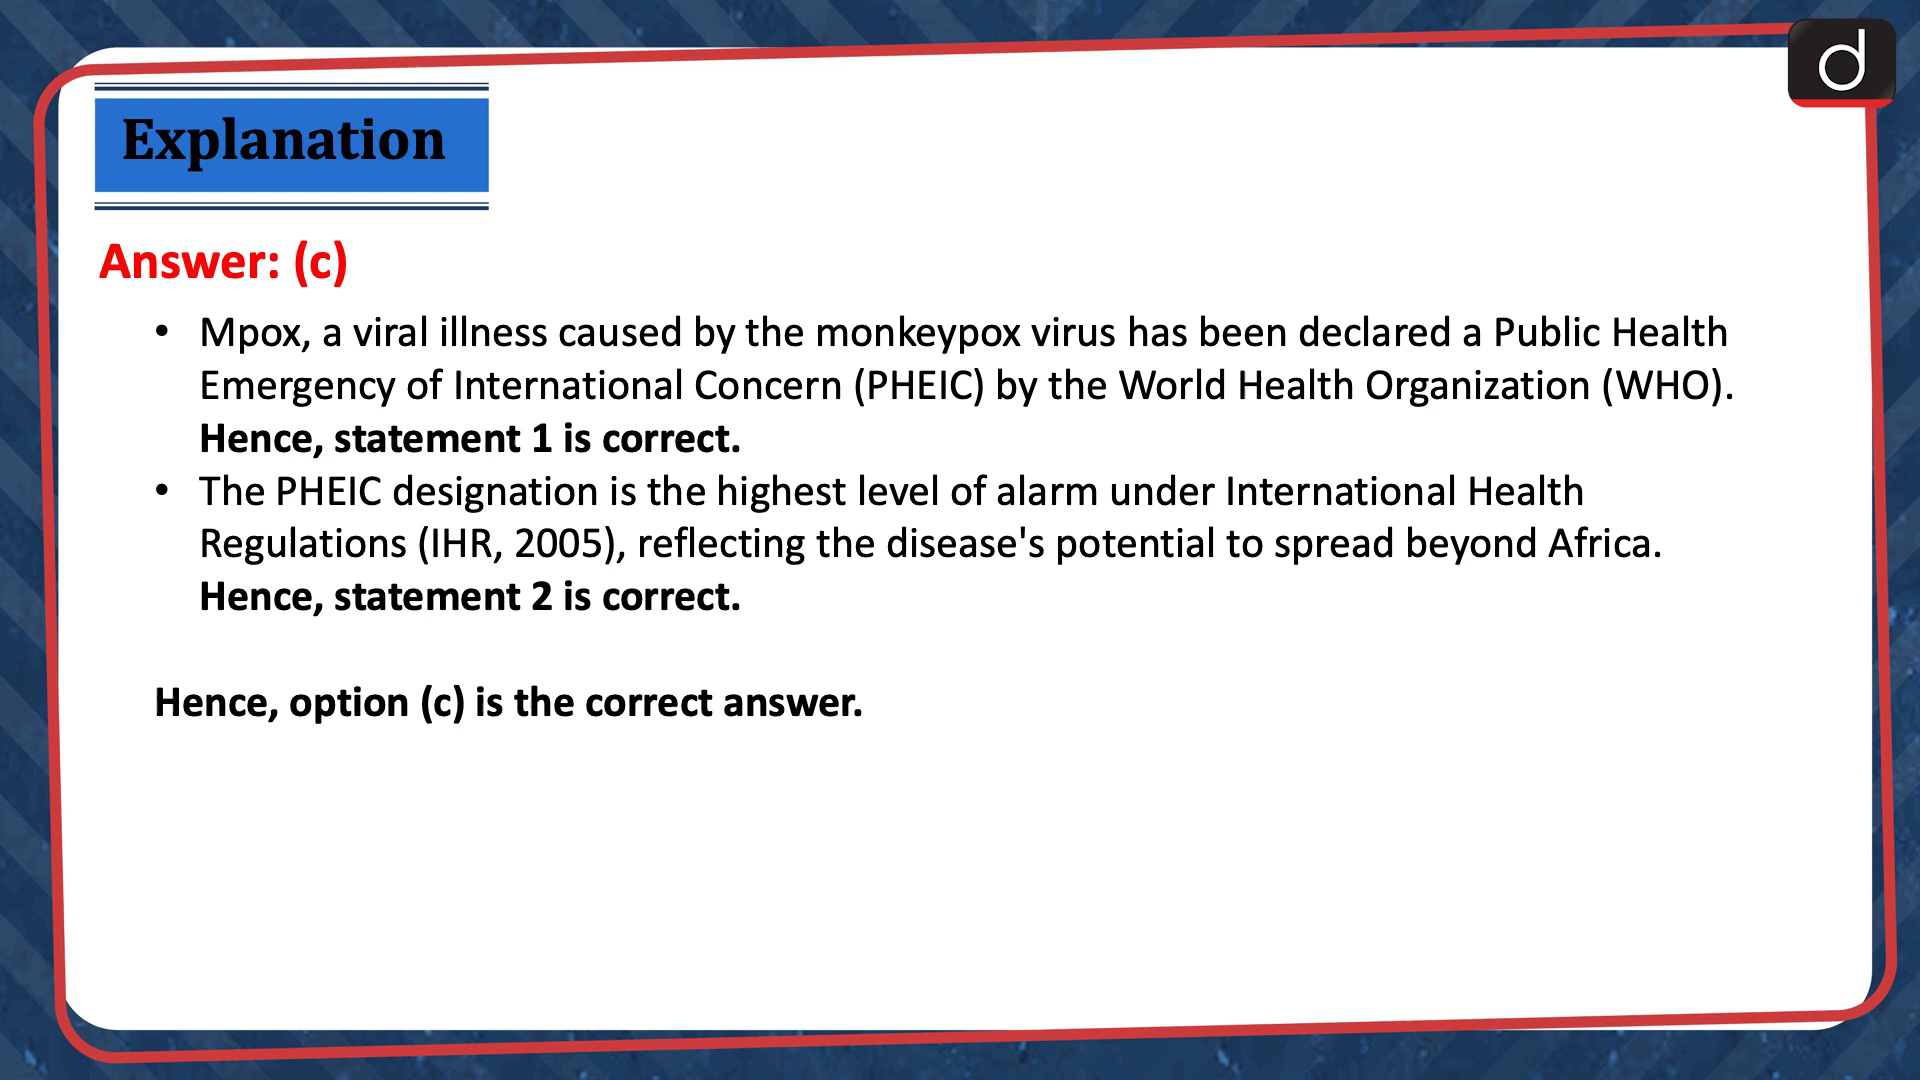 d
Explanation
Answer: (c)
• Mpox, a viral illness caused by the monkeypox virus has been declared a Public Health
Emergency of International Concern (PHEIC) by the World Health Organization (WHO).
Hence, statement 1 is correct.
• The PHEIC designation is the highest level of alarm under International Health
Regulations (IHR, 2005), reflecting the disease's potential to spread beyond Africa.
Hence, statement 2 is correct.
Hence, option (c) is the correct answer.